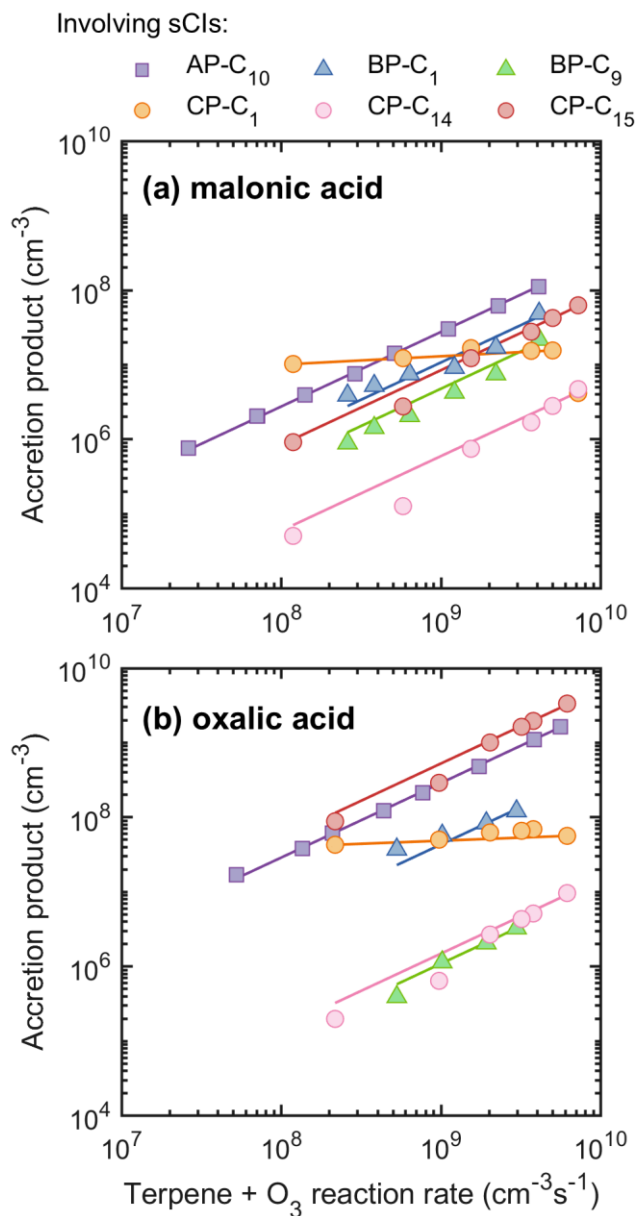 Involving sCIs:
AP-C10 BP-C1 BP-C9
CP-C1 CP-C14 CP-C15
10^10
(a) malonic acid
10^8
10^6
10^4
Accretion product (cm^-3)
10^7 10^8 10^9 10^10
10^10
(b) oxalic acid
10^8
10^6
10^4
Accretion product (cm^-3)
10^7 10^8 10^9 10^10
Terpene + O3 reaction rate (cm^-3s^-1)